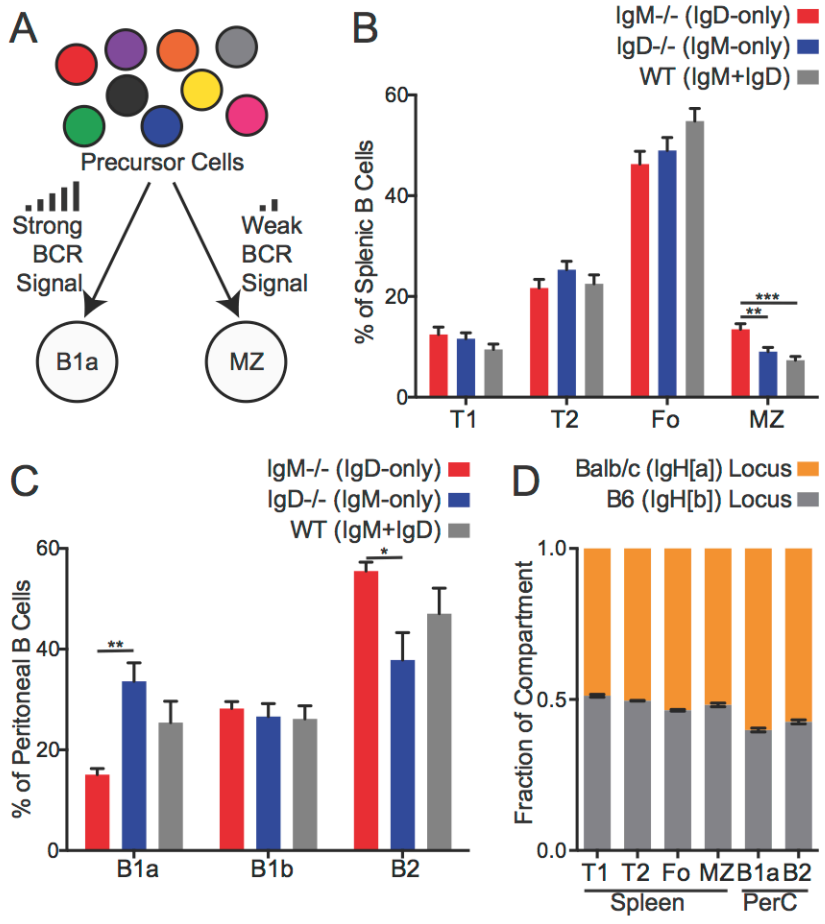 A
Precursor Cells
Strong
BCR
Signal
Weak
BCR
Signal
B1a
MZ
B
IgM-/- (IgD-only)
IgD-/- (IgM-only)
WT (IgM+IgD)
% of Splenic B Cells
60
40
20
0
***
**
T1 T2 Fo MZ
C
IgM-/- (IgD-only)
IgD-/- (IgM-only)
WT (IgM+IgD)
% of Peritoneal B Cells
60
40
20
0
**
*
B1a B1b B2
D
Balb/c (IgH[a]) Locus
B6 (IgH[b]) Locus
Fraction of Compartment
1.0
0.5
0.0
T1 T2 Fo MZ B1a B2
Spleen PerC